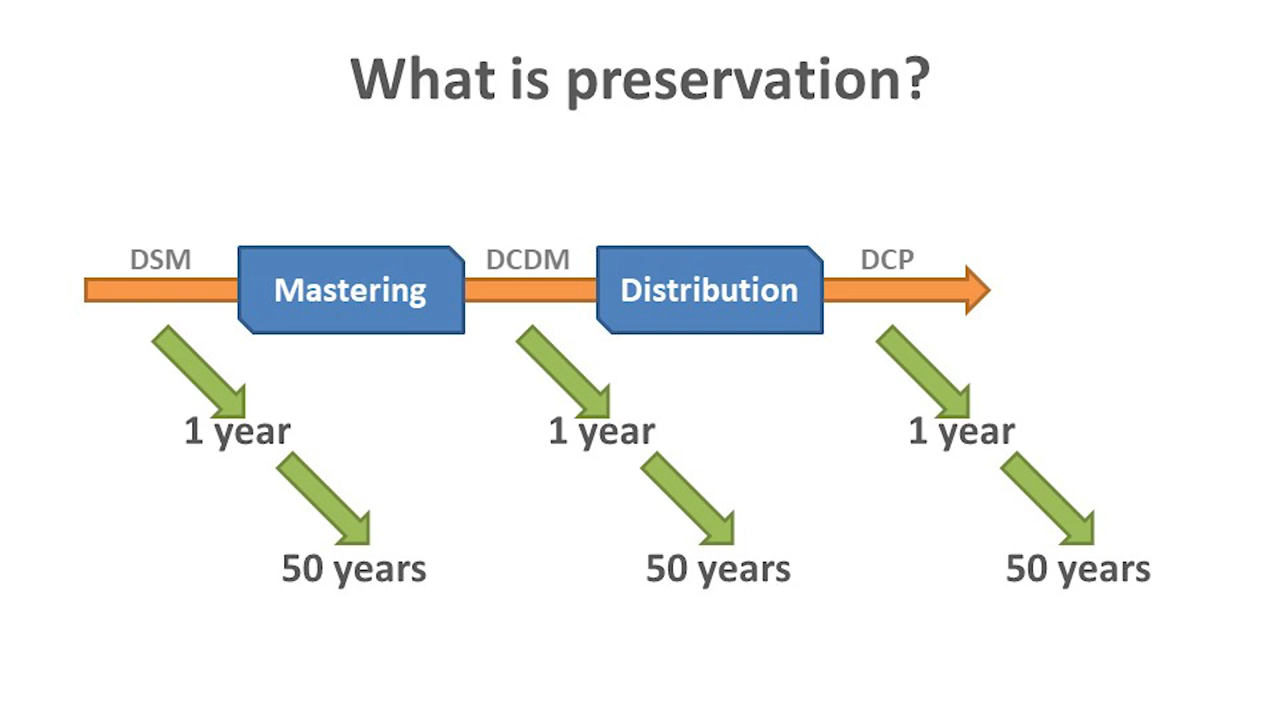 What is preservation?
DSM
Mastering
DCDM
Distribution
DCP
1 year
1 year
1 year
50 years
50 years
50 years